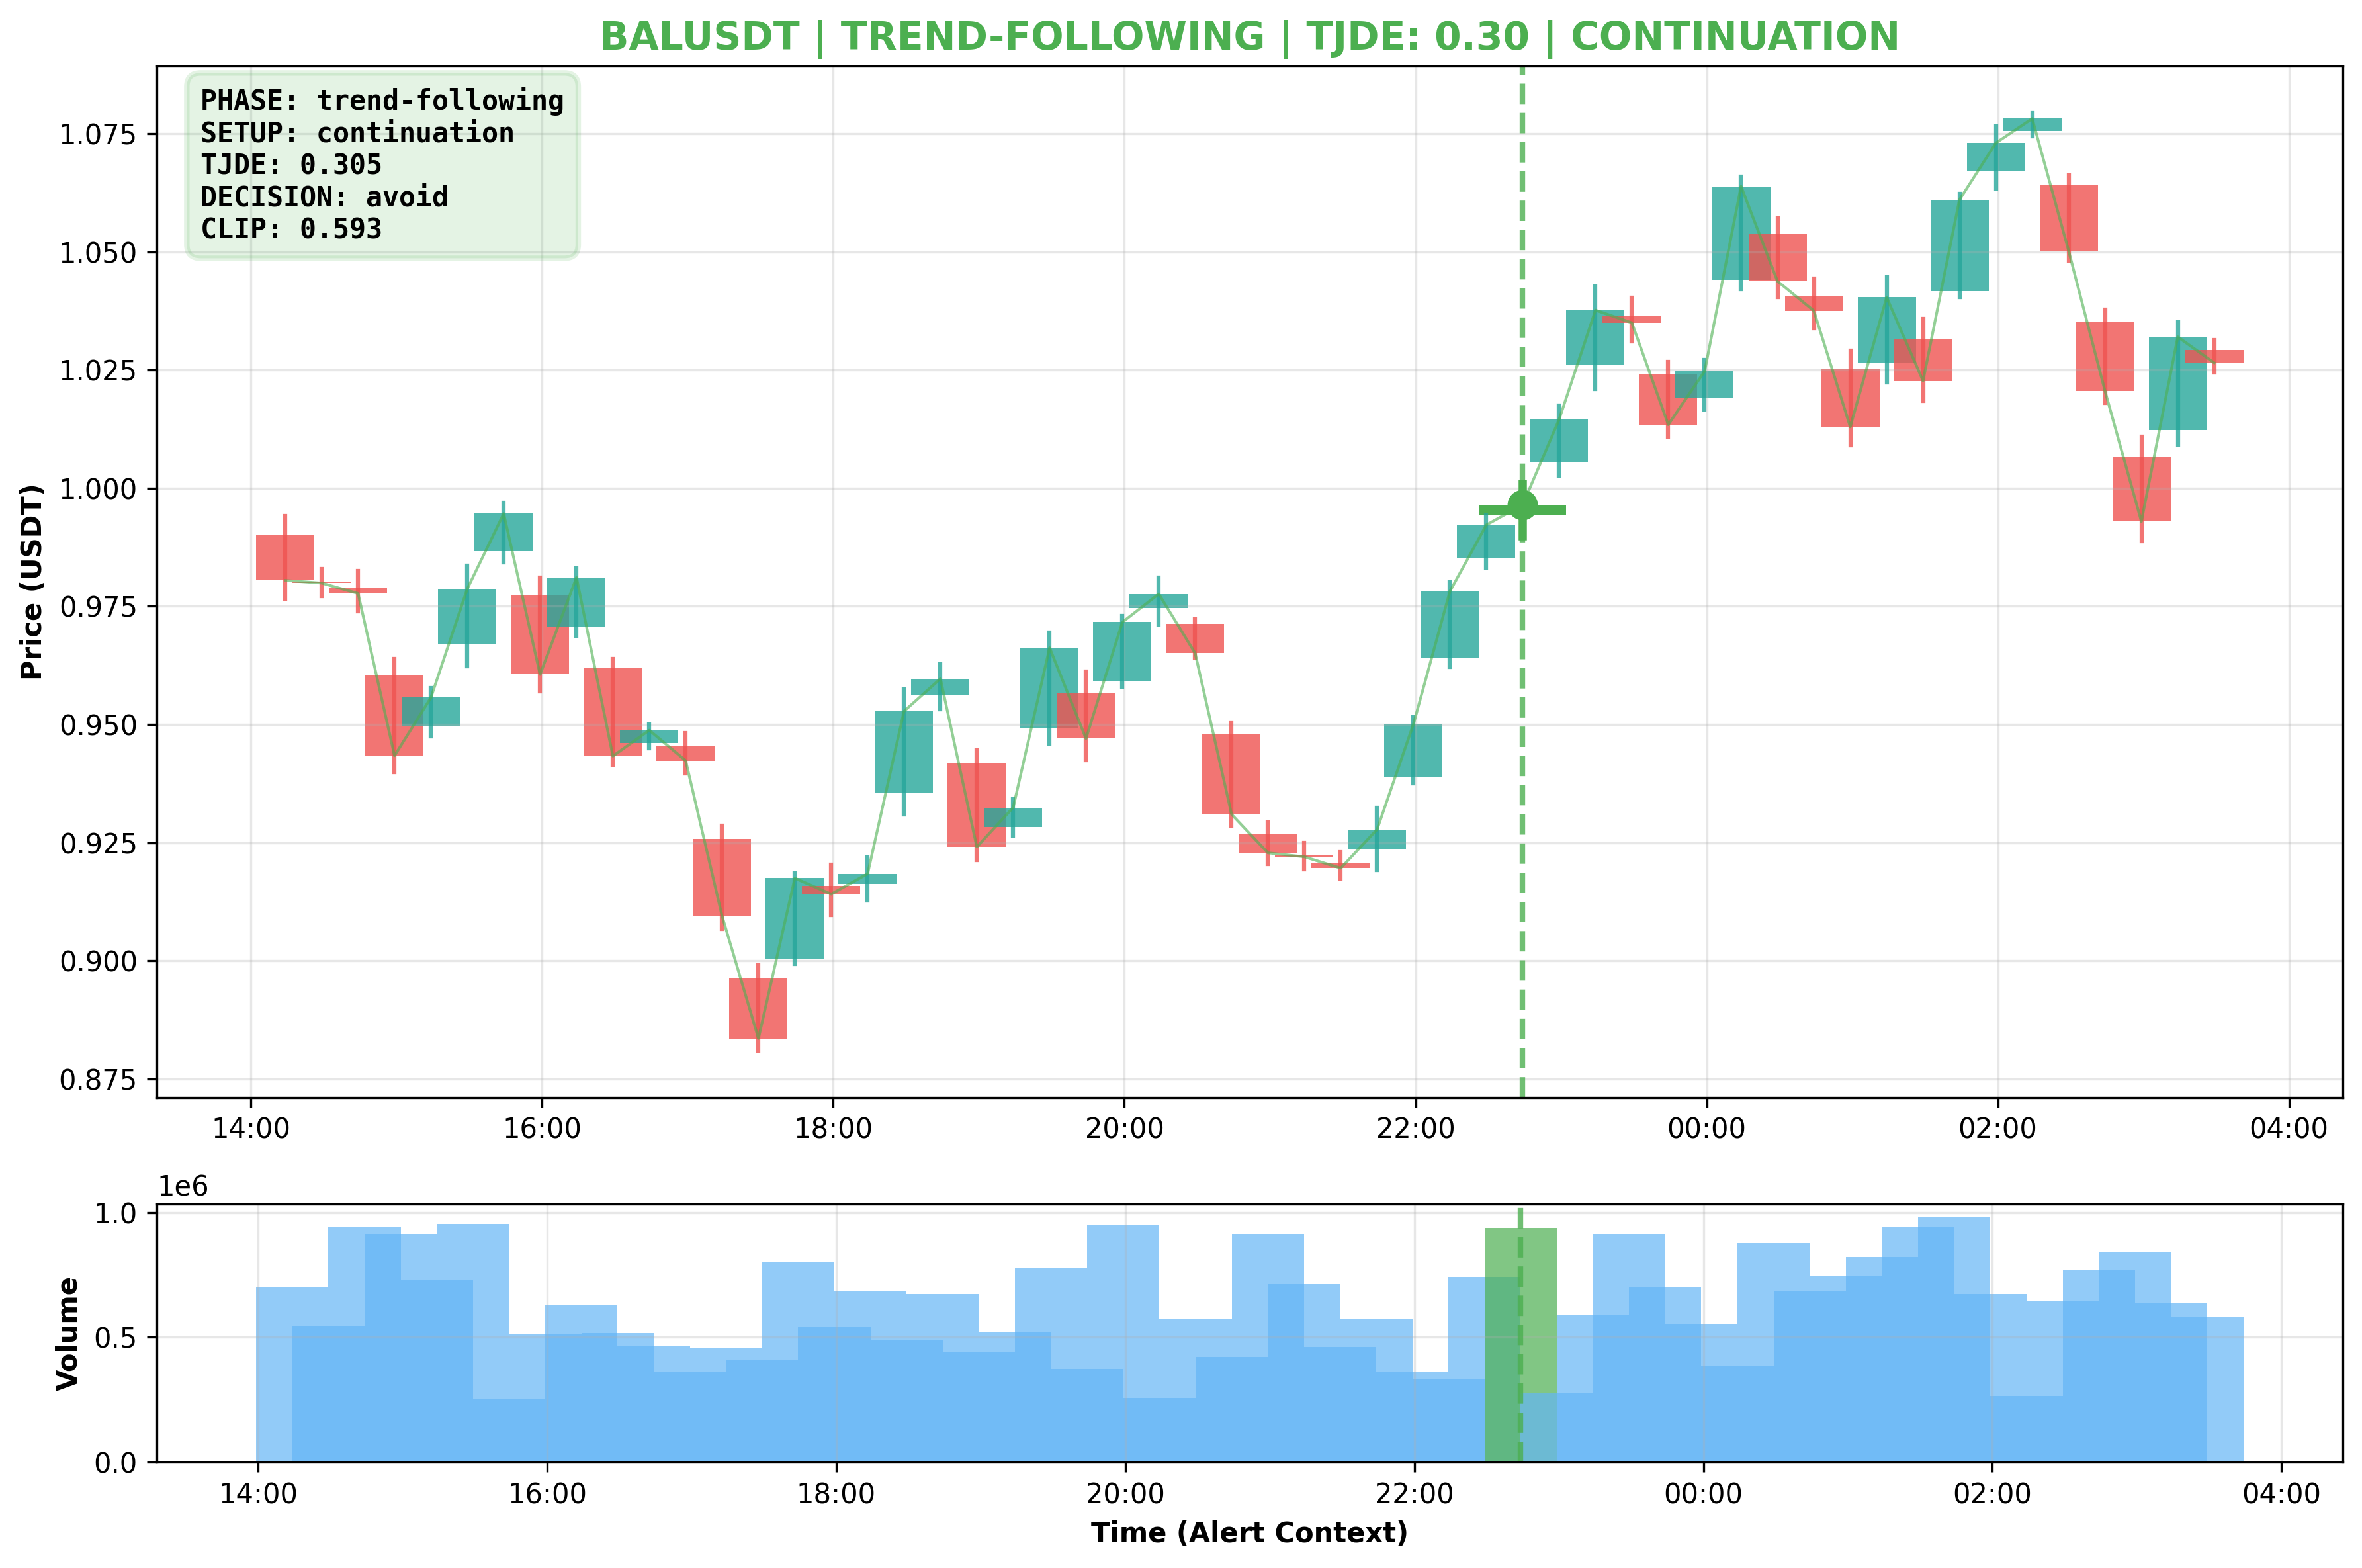 BALUSDT | TREND-FOLLOWING | TJDE: 0.30 | CONTINUATION
PHASE: trend-following
SETUP: continuation
TJDE: 0.305
DECISION: avoid
CLIP: 0.593
Price (USDT)
1.075
1.050
1.025
1.000
0.975
0.950
0.925
0.900
0.875
14:00 16:00 18:00 20:00 22:00 00:00 02:00 04:00
1e6
Volume
1.0
0.5
0.0
14:00 16:00 18:00 20:00 22:00 00:00 02:00 04:00
Time (Alert Context)